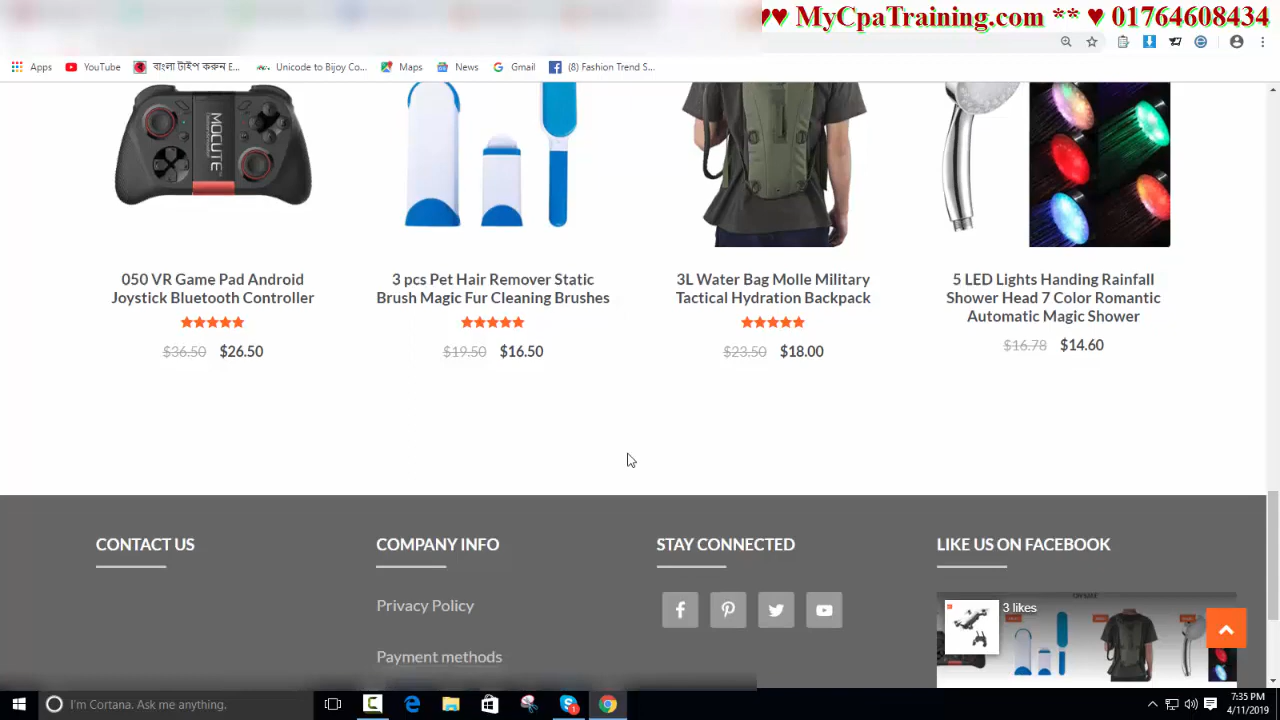 ♥♥ MyCpaTraining.com ** ♥ 01764608434
Apps
YouTube
বাংলা টাইপ করুন E...
Unicode to Bijoy Co...
Maps
News
Gmail
(8) Fashion Trend S...
MOCUTE
050 VR Game Pad Android
Joystick Bluetooth Controller
$36.50 $26.50
3 pcs Pet Hair Remover Static
Brush Magic Fur Cleaning Brushes
$19.50 $16.50
3L Water Bag Molle Military
Tactical Hydration Backpack
$23.50 $18.00
5 LED Lights Handing Rainfall
Shower Head 7 Color Romantic
Automatic Magic Shower
$16.78 $14.60
CONTACT US
COMPANY INFO
Privacy Policy
Payment methods
STAY CONNECTED
LIKE US ON FACEBOOK
3 likes
I'm Cortana. Ask me anything.
7:35 PM
4/11/2019